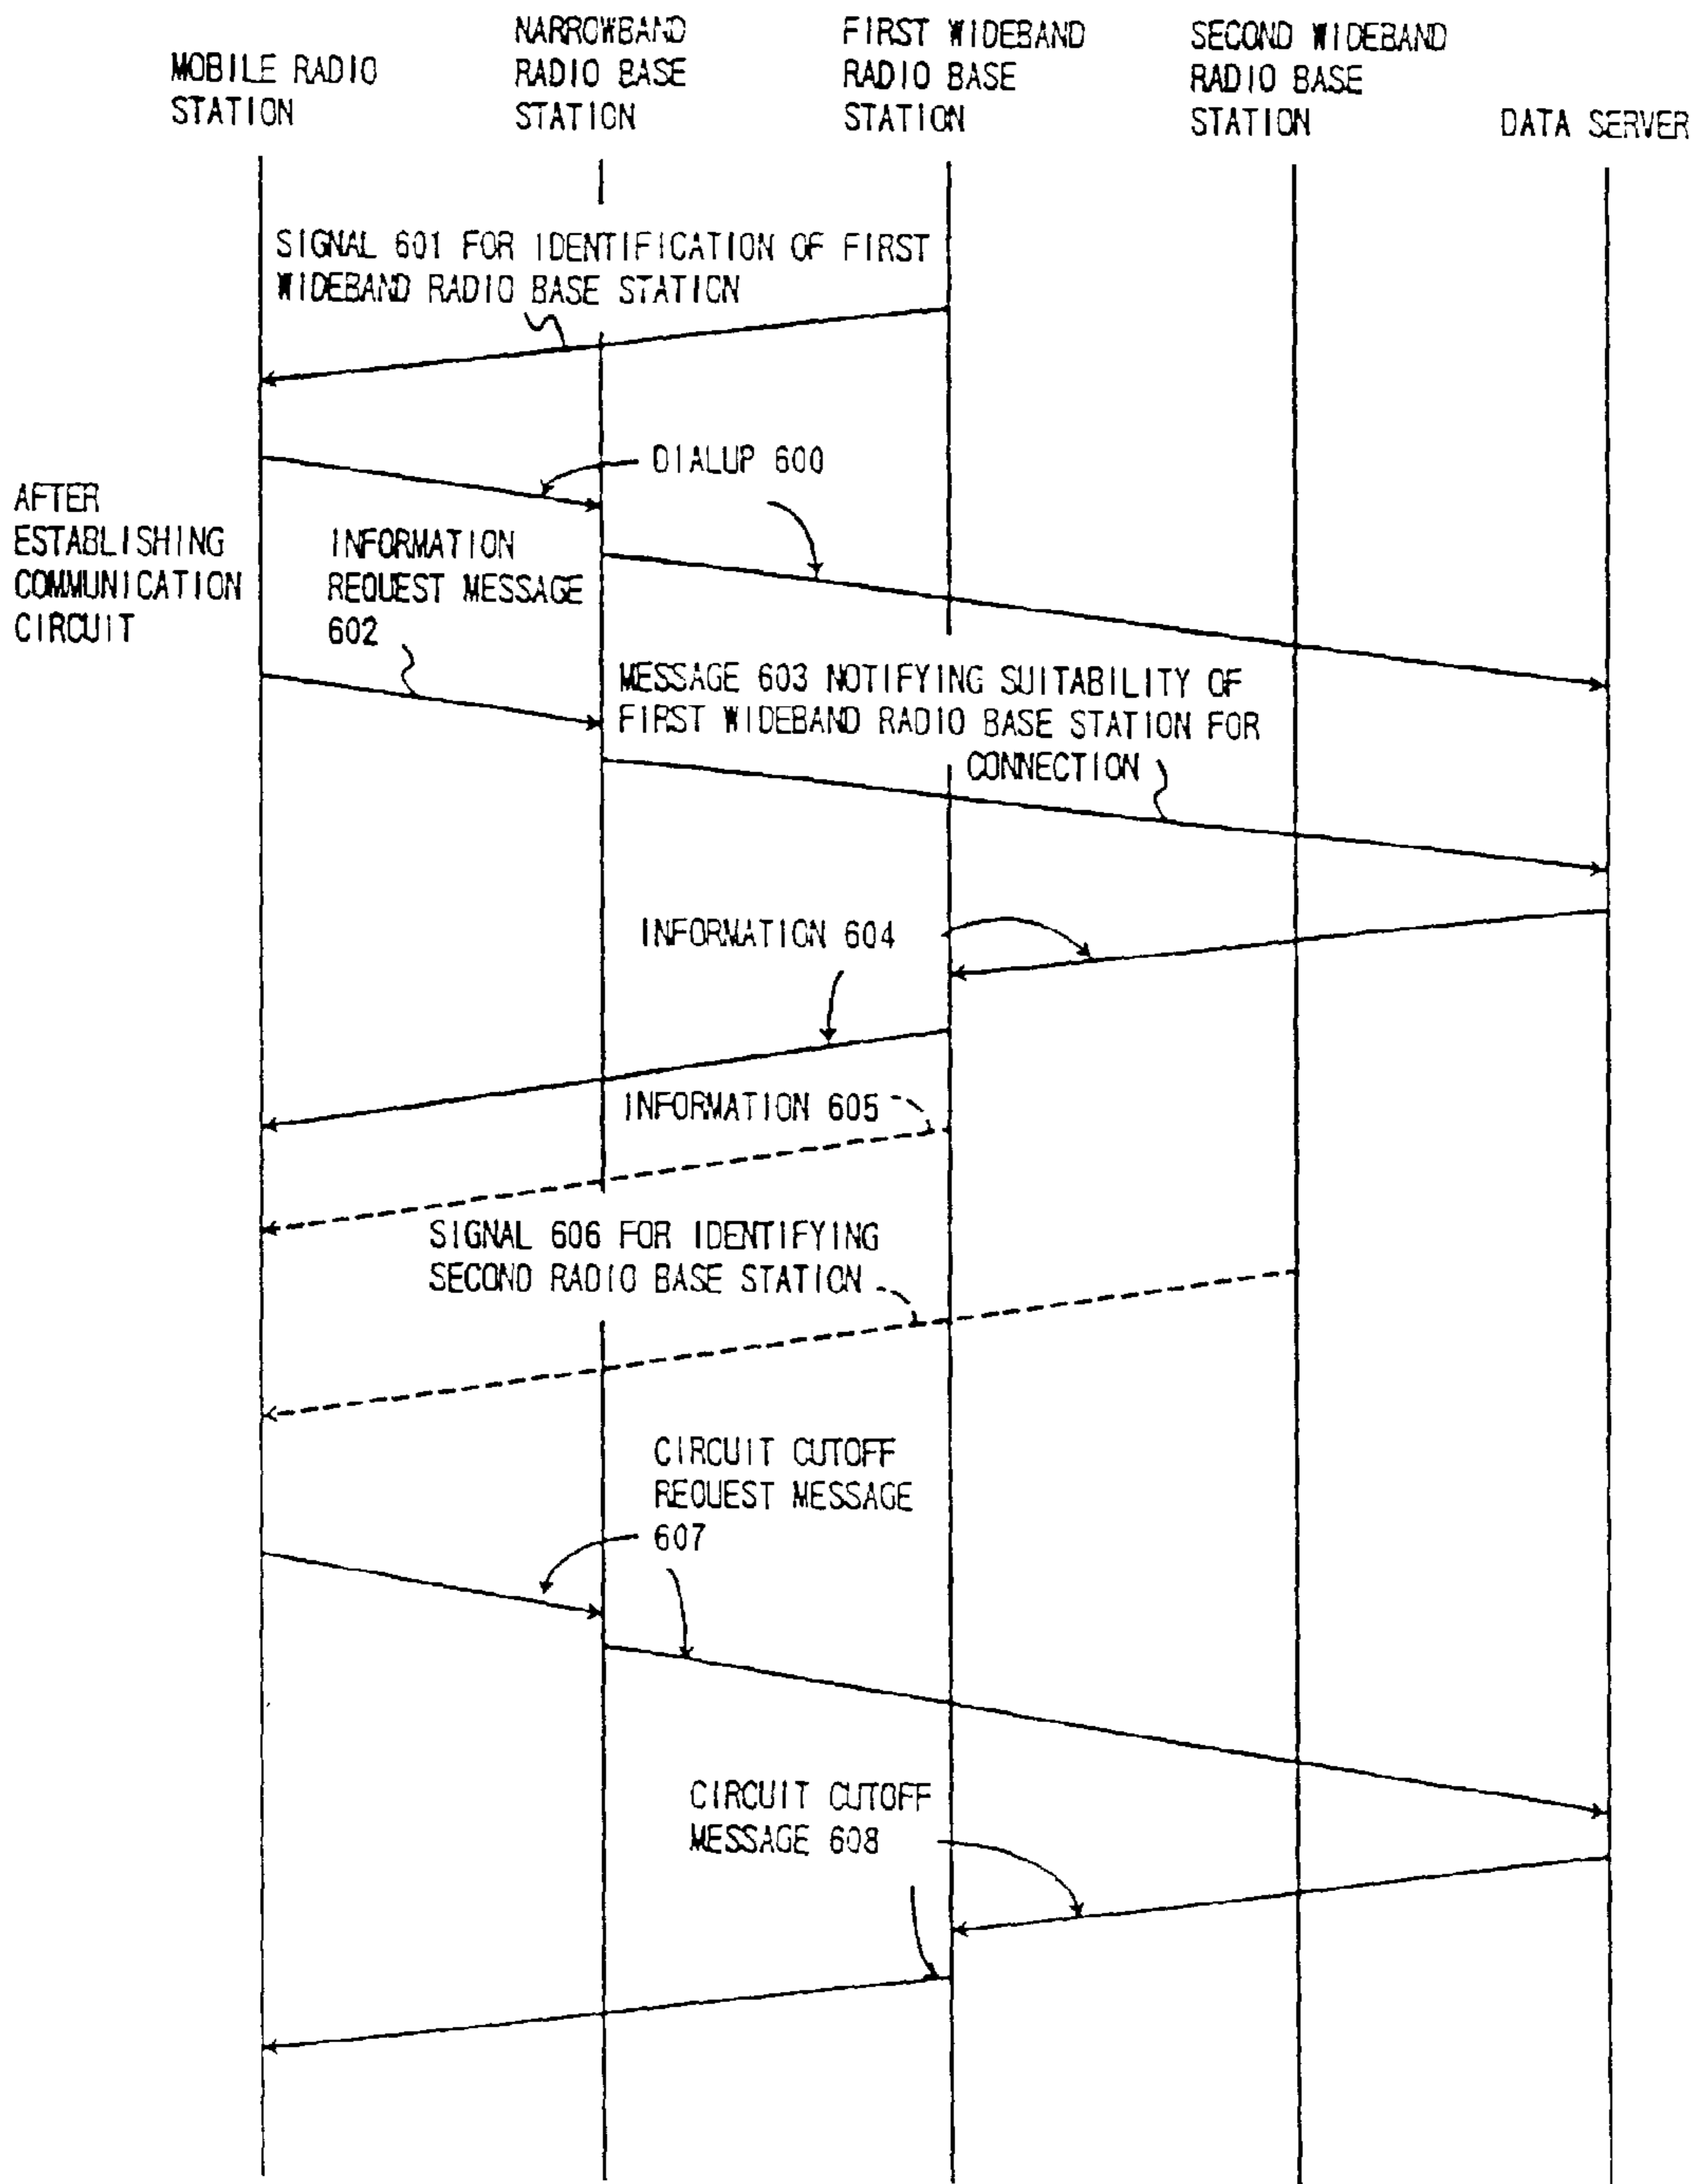 MOBILE RADIO
STATION
NARROWBAND
RADIO BASE
STATION
FIRST WIDEBAND
RADIO BASE
STATION
SECOND WIDEBAND
RADIO BASE
STATION
DATA SERVER
SIGNAL 601 FOR IDENTIFICATION OF FIRST
WIDEBAND RADIO BASE STATION
DIALUP 600
AFTER
ESTABLISHING
COMMUNICATION
CIRCUIT
INFORMATION
REQUEST MESSAGE
602
MESSAGE 603 NOTIFYING SUITABILITY OF
FIRST WIDEBAND RADIO BASE STATION FOR
CONNECTION
INFORMATION 604
INFORMATION 605
SIGNAL 606 FOR IDENTIFYING
SECOND RADIO BASE STATION
CIRCUIT CUTOFF
REQUEST MESSAGE
607
CIRCUIT CUTOFF
MESSAGE 608